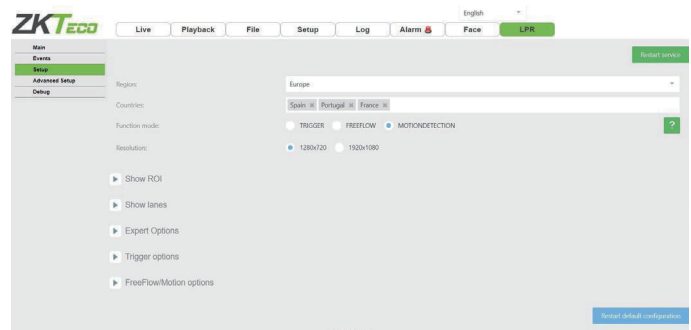 English
ZKTeco
Live Playback File Setup Log Alarm Face LPR
Main
Events
Setup
Advanced Setup
Debug
Restart service
Region: Europe
Countries: Spain × Portugal × France ×
Function mode: TRIGGER FREEFLOW MOTIONDETECTION ?
Resolution: 1280x720 1920x1080
Show ROI
Show lanes
Expert Options
Trigger options
FreeFlow/Motion options
Restart default configuration